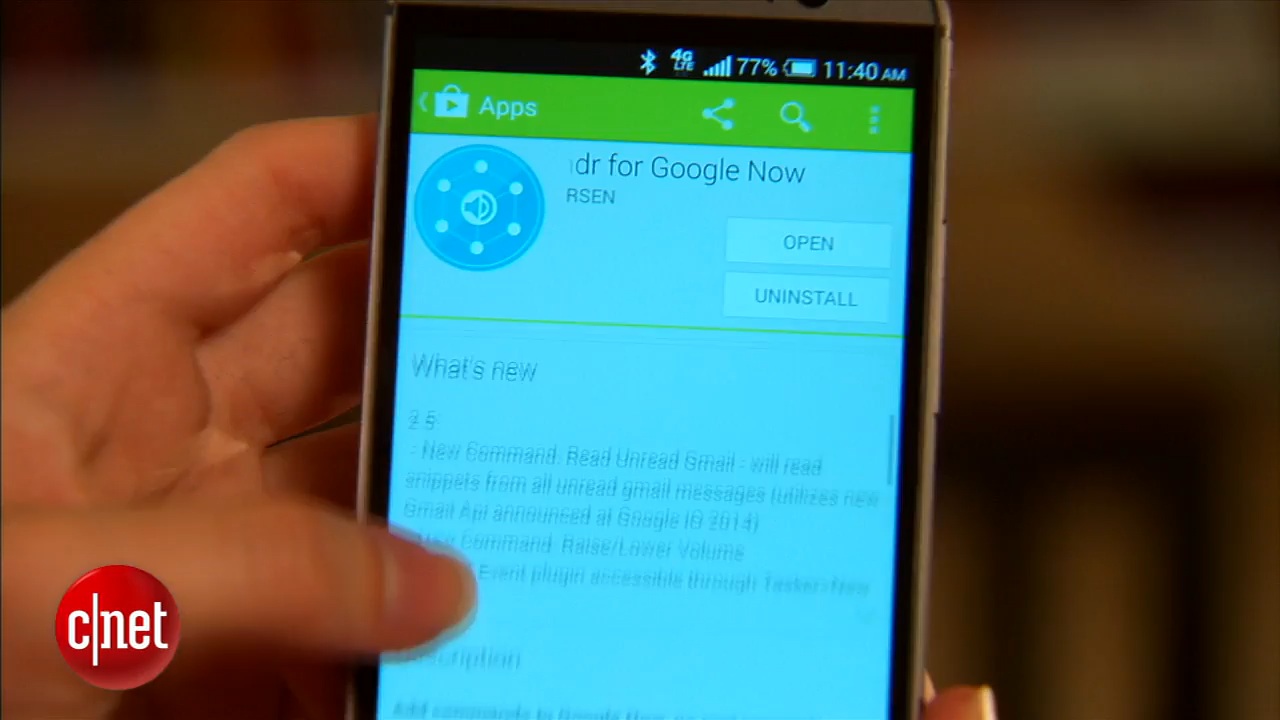 4G LTE 77% 11:40 AM
Apps
dr for Google Now
RSEN
OPEN
UNINSTALL
What's new
2.5
- New Command. Read Unread Gmail - will read
snippets from all unread gmail messages (utilizes new
Gmail Api announced at Google IO 2014)
New Command. Raise/Lower Volume
Event plugin accessible through Tasker>New
c|net